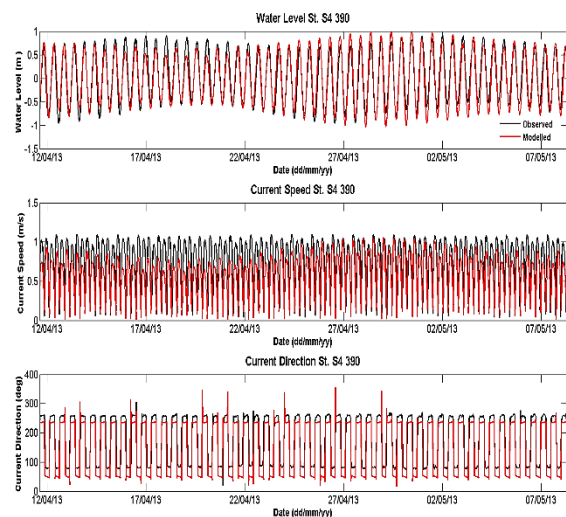 Water Level St. S4 390
Water Level (m)
1
0.5
0
-0.5
-1
-1.5
12/04/13 17/04/13 22/04/13 27/04/13 02/05/13 07/05/13
Date (dd/mm/yy)
Observed
Modelled
Current Speed St. S4 390
Current Speed (m/s)
1.5
1
0.5
0
12/04/13 17/04/13 22/04/13 27/04/13 02/05/13 07/05/13
Date (dd/mm/yy)
Current Direction St. S4 390
Current Direction (deg)
400
300
200
100
0
12/04/13 17/04/13 22/04/13 27/04/13 02/05/13 07/05/13
Date (dd/mm/yy)